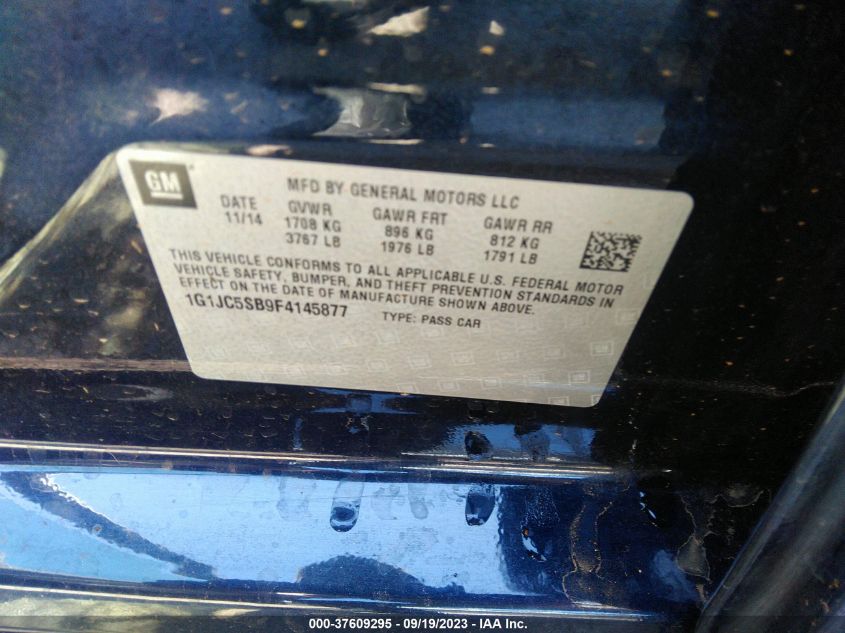 GM
MFD BY GENERAL MOTORS LLC
DATE GVWR GAWR FRT GAWR RR
11/14 1708 KG 896 KG 812 KG
3767 LB 1976 LB 1791 LB
THIS VEHICLE CONFORMS TO ALL APPLICABLE U.S. FEDERAL MOTOR
VEHICLE SAFETY, BUMPER, AND THEFT PREVENTION STANDARDS IN
EFFECT ON THE DATE OF MANUFACTURE SHOWN ABOVE.
1G1JC5SB9F4145877 TYPE: PASS CAR
000-37609295 - 09/19/2023 - IAA Inc.